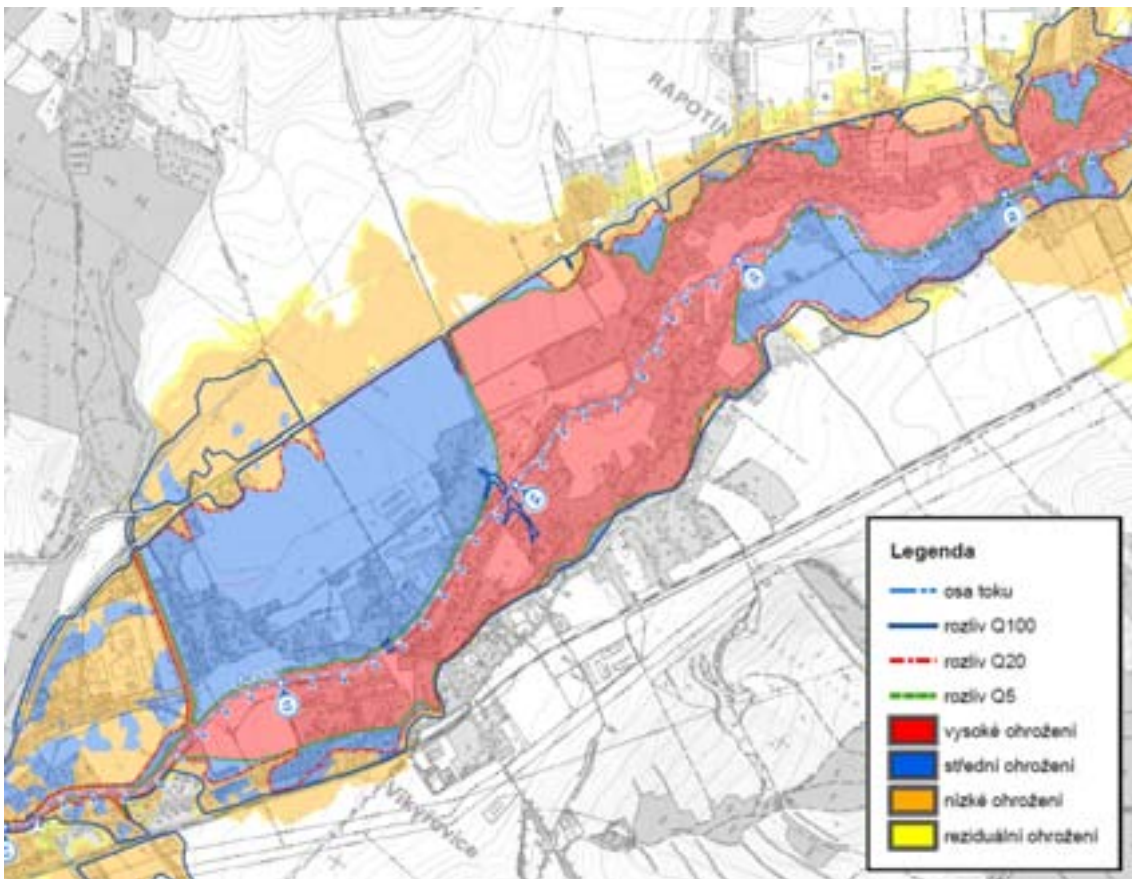 RAPOTÍN
Legenda
osa toku
rozliv Q100
rozliv Q20
rozliv Q5
vysoké ohrožení
střední ohrožení
nízké ohrožení
reziduální ohrožení
Vikýřovice